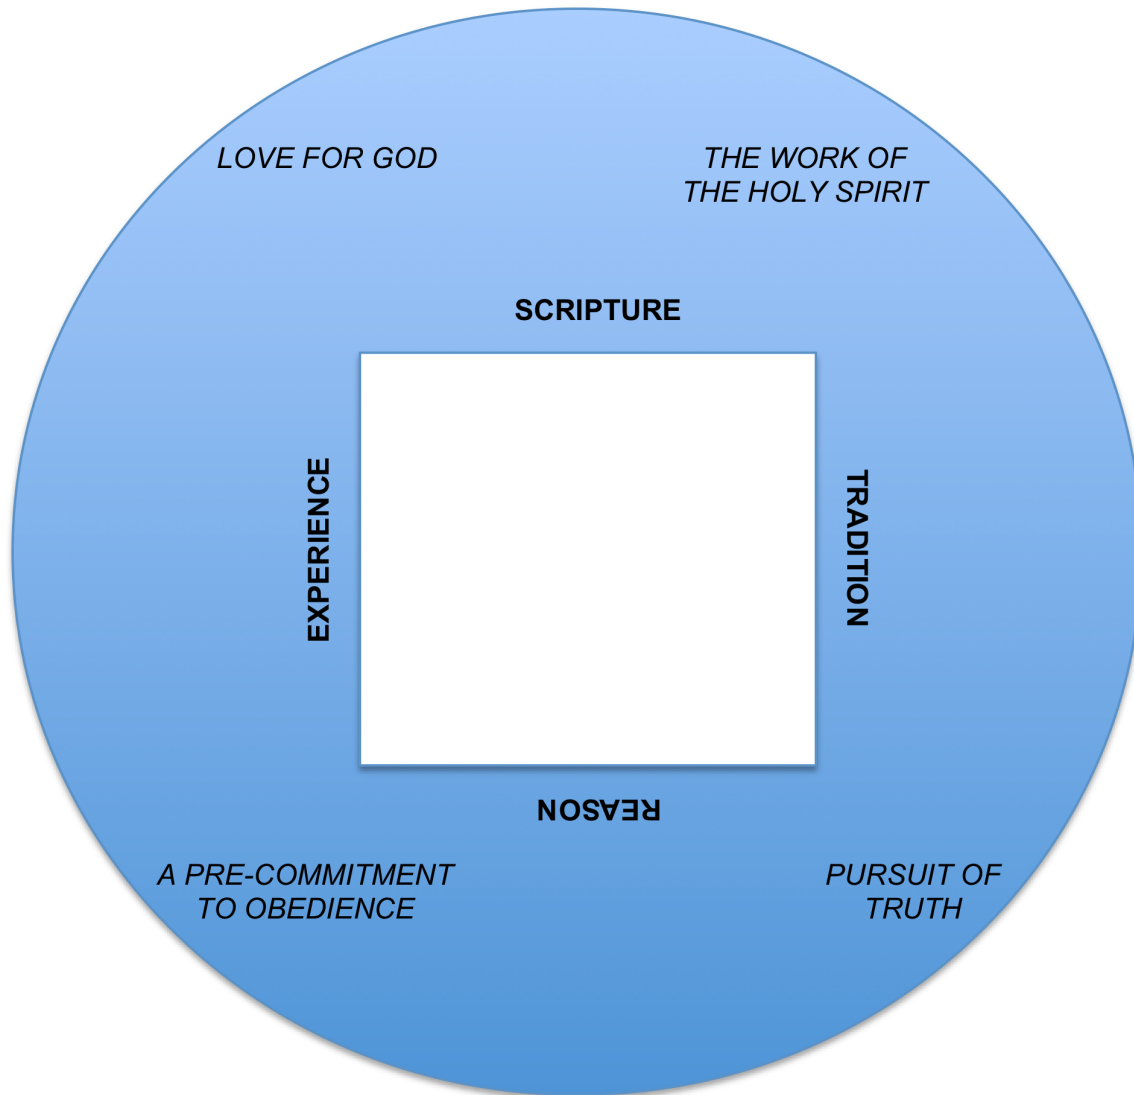 LOVE FOR GOD
THE WORK OF
THE HOLY SPIRIT
SCRIPTURE
EXPERIENCE
TRADITION
REASON
A PRE-COMMITMENT
TO OBEDIENCE
PURSUIT OF
TRUTH